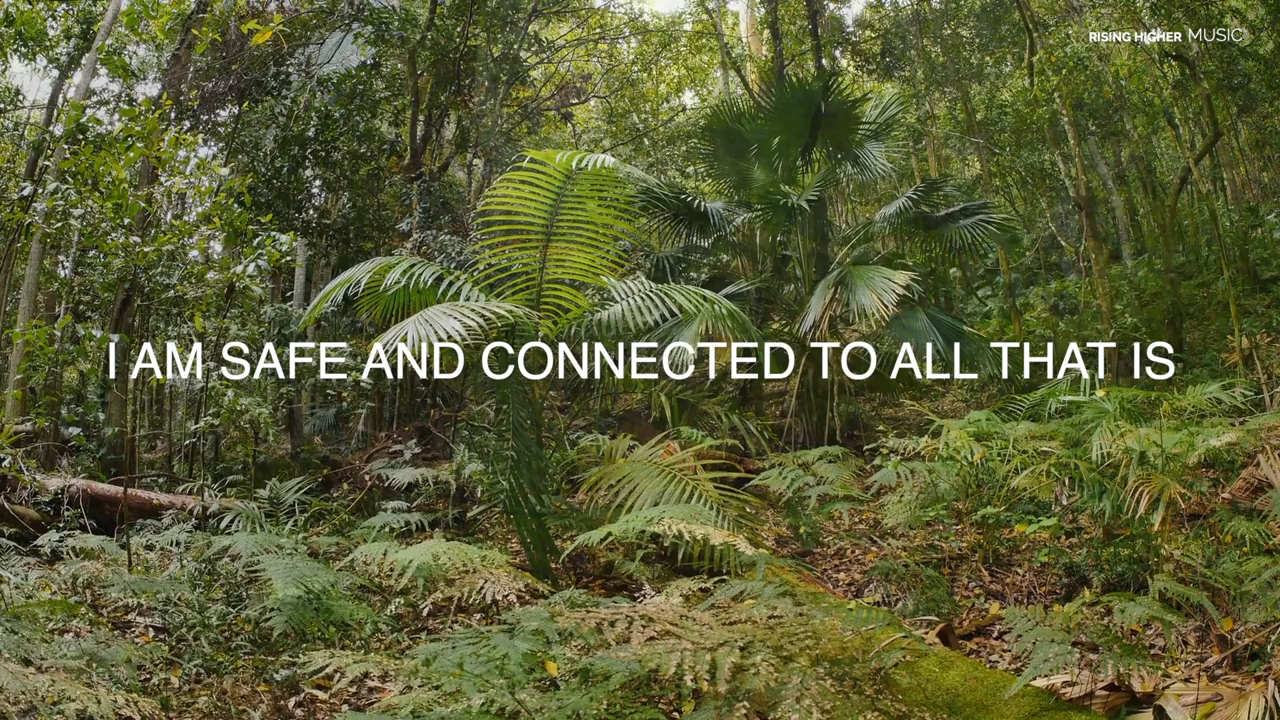 RISING HIGHER MUSIC
I AM SAFE AND CONNECTED TO ALL THAT IS